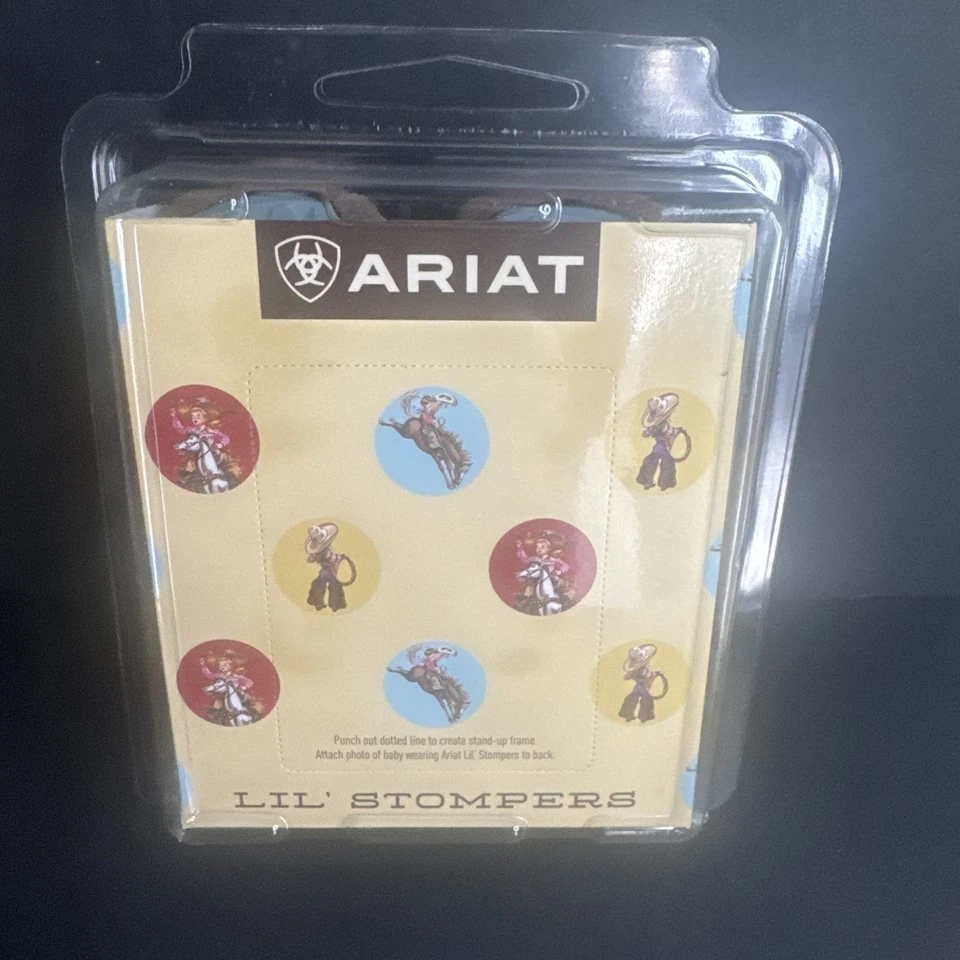 ARIAT
Punch out dotted line to create stand-up frame.
Attach photo of baby wearing Ariat Lil' Stompers to back.
LIL' STOMPERS